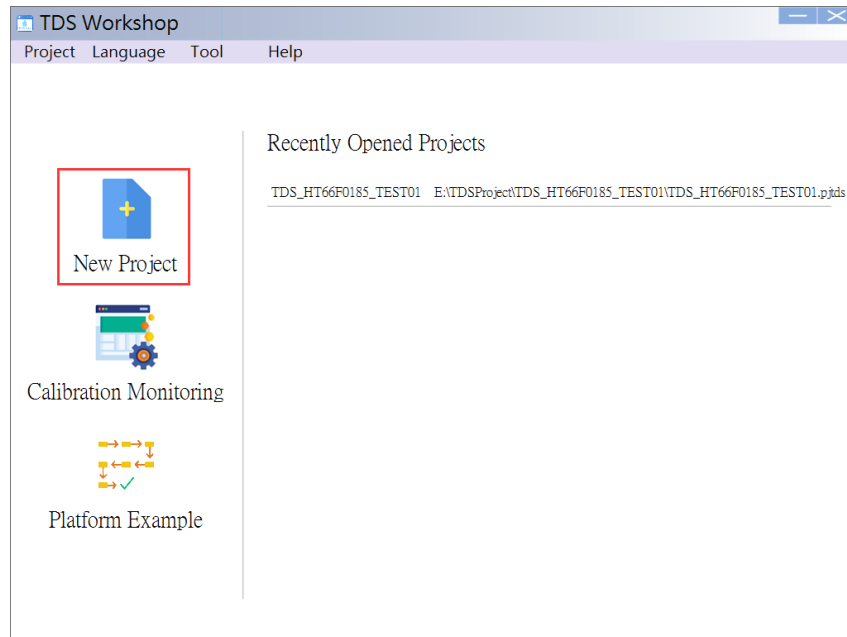 TDS Workshop
Project Language Tool Help
Recently Opened Projects
TDS_HT66F0185_TEST01 E:\TDSProject\TDS_HT66F0185_TEST01\TDS_HT66F0185_TEST01.pjtds
New Project
Calibration Monitoring
Platform Example